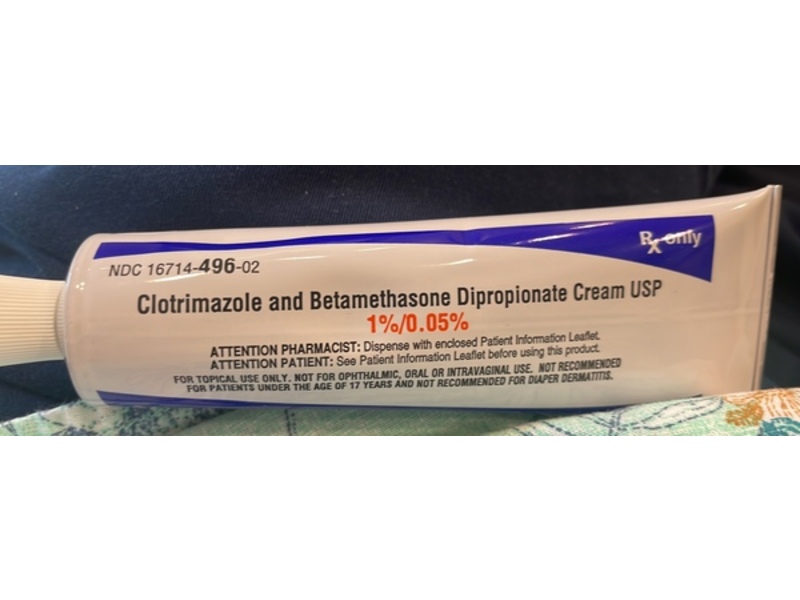 Rx only
NDC 16714-496-02
Clotrimazole and Betamethasone Dipropionate Cream USP
1%/0.05%
ATTENTION PHARMACIST: Dispense with enclosed Patient Information Leaflet.
ATTENTION PATIENT: See Patient Information Leaflet before using this product.
FOR TOPICAL USE ONLY. NOT FOR OPHTHALMIC, ORAL OR INTRAVAGINAL USE. NOT RECOMMENDED
FOR PATIENTS UNDER THE AGE OF 17 YEARS AND NOT RECOMMENDED FOR DIAPER DERMATITIS.